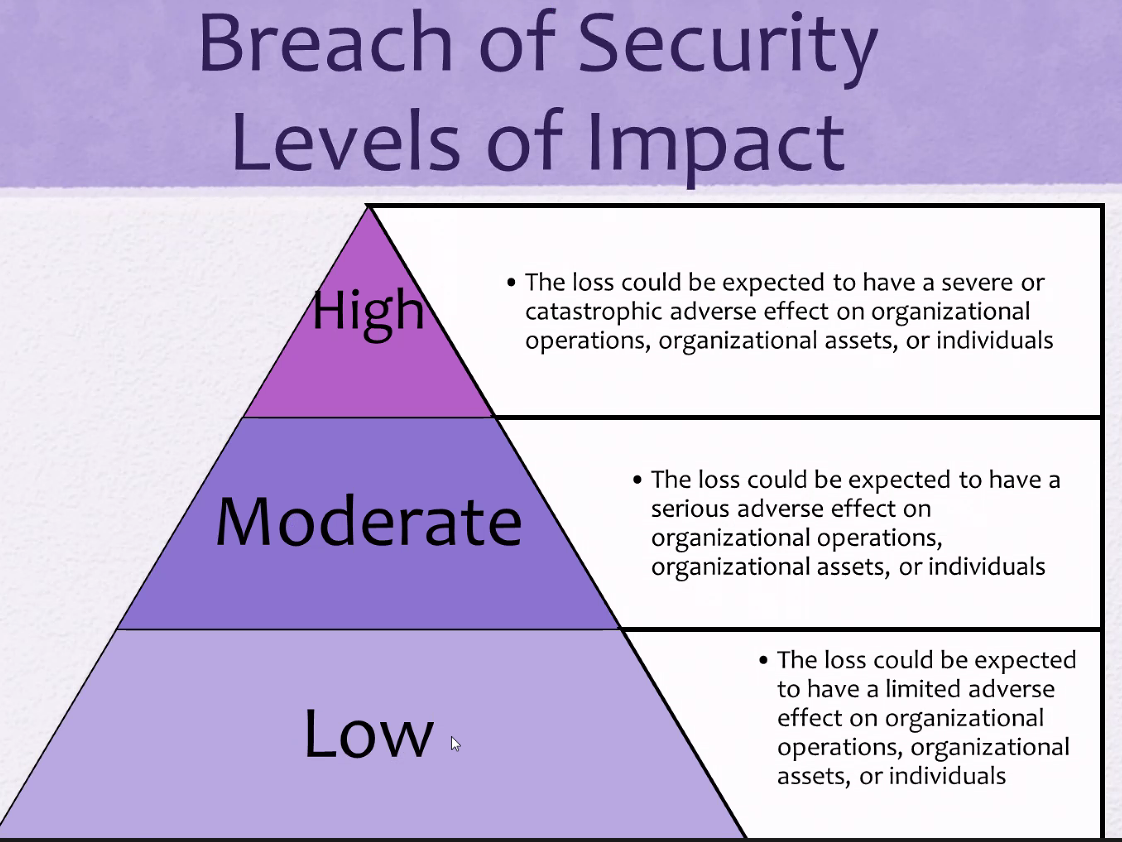 Breach of Security
Levels of Impact
High
• The loss could be expected to have a severe or
catastrophic adverse effect on organizational
operations, organizational assets, or individuals
Moderate
• The loss could be expected to have a
serious adverse effect on
organizational operations,
organizational assets, or individuals
Low
• The loss could be expected
to have a limited adverse
effect on organizational
operations, organizational
assets, or individuals